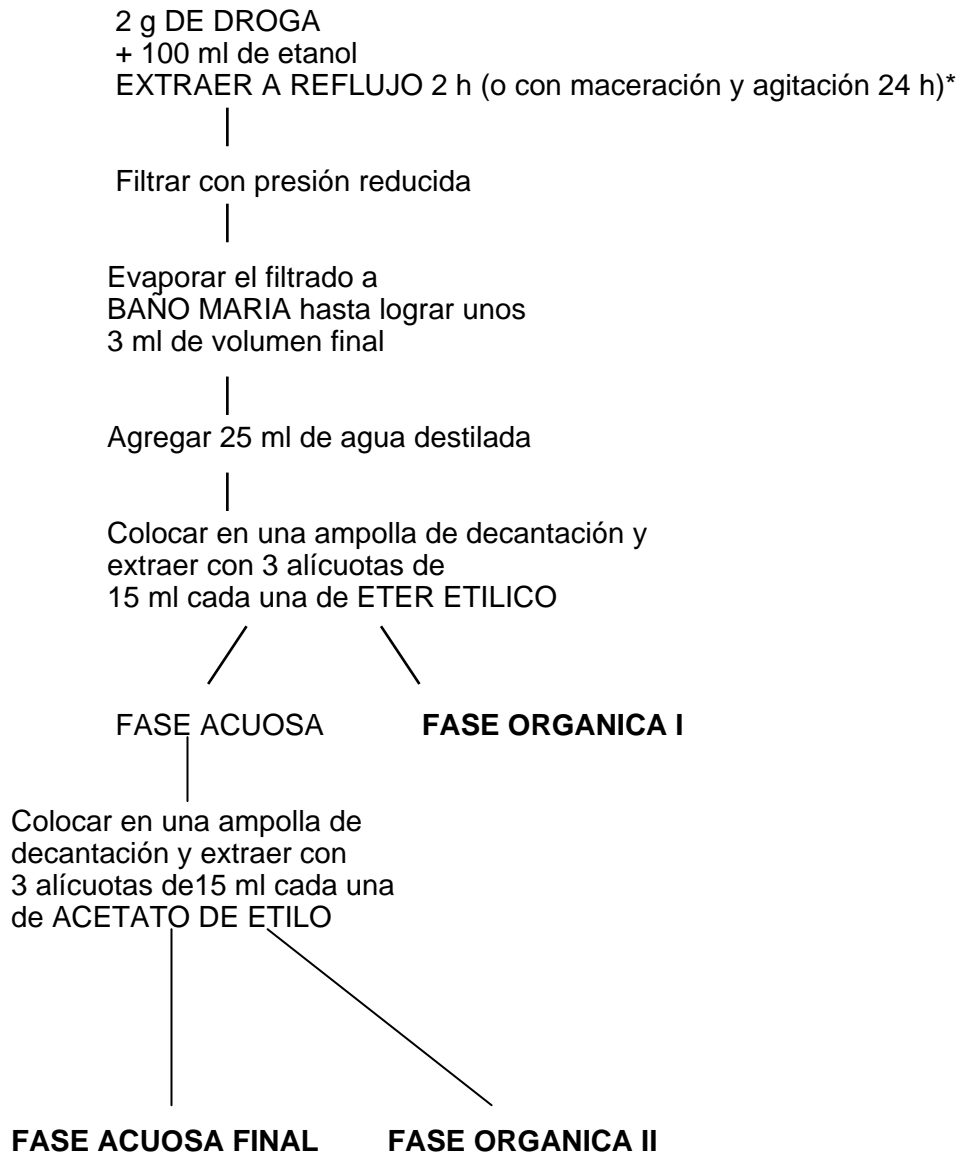 2 g DE DROGA
+ 100 ml de etanol
EXTRAER A REFLUJO 2 h (o con maceración y agitación 24 h)*
Filtrar con presión reducida
Evaporar el filtrado a
BAÑO MARIA hasta lograr unos
3 ml de volumen final
Agregar 25 ml de agua destilada
Colocar en una ampolla de decantación y
extraer con 3 alícuotas de
15 ml cada una de ETER ETILICO
FASE ACUOSA FASE ORGANICA I
Colocar en una ampolla de
decantación y extraer con
3 alícuotas de15 ml cada una
de ACETATO DE ETILO
FASE ACUOSA FINAL FASE ORGANICA II